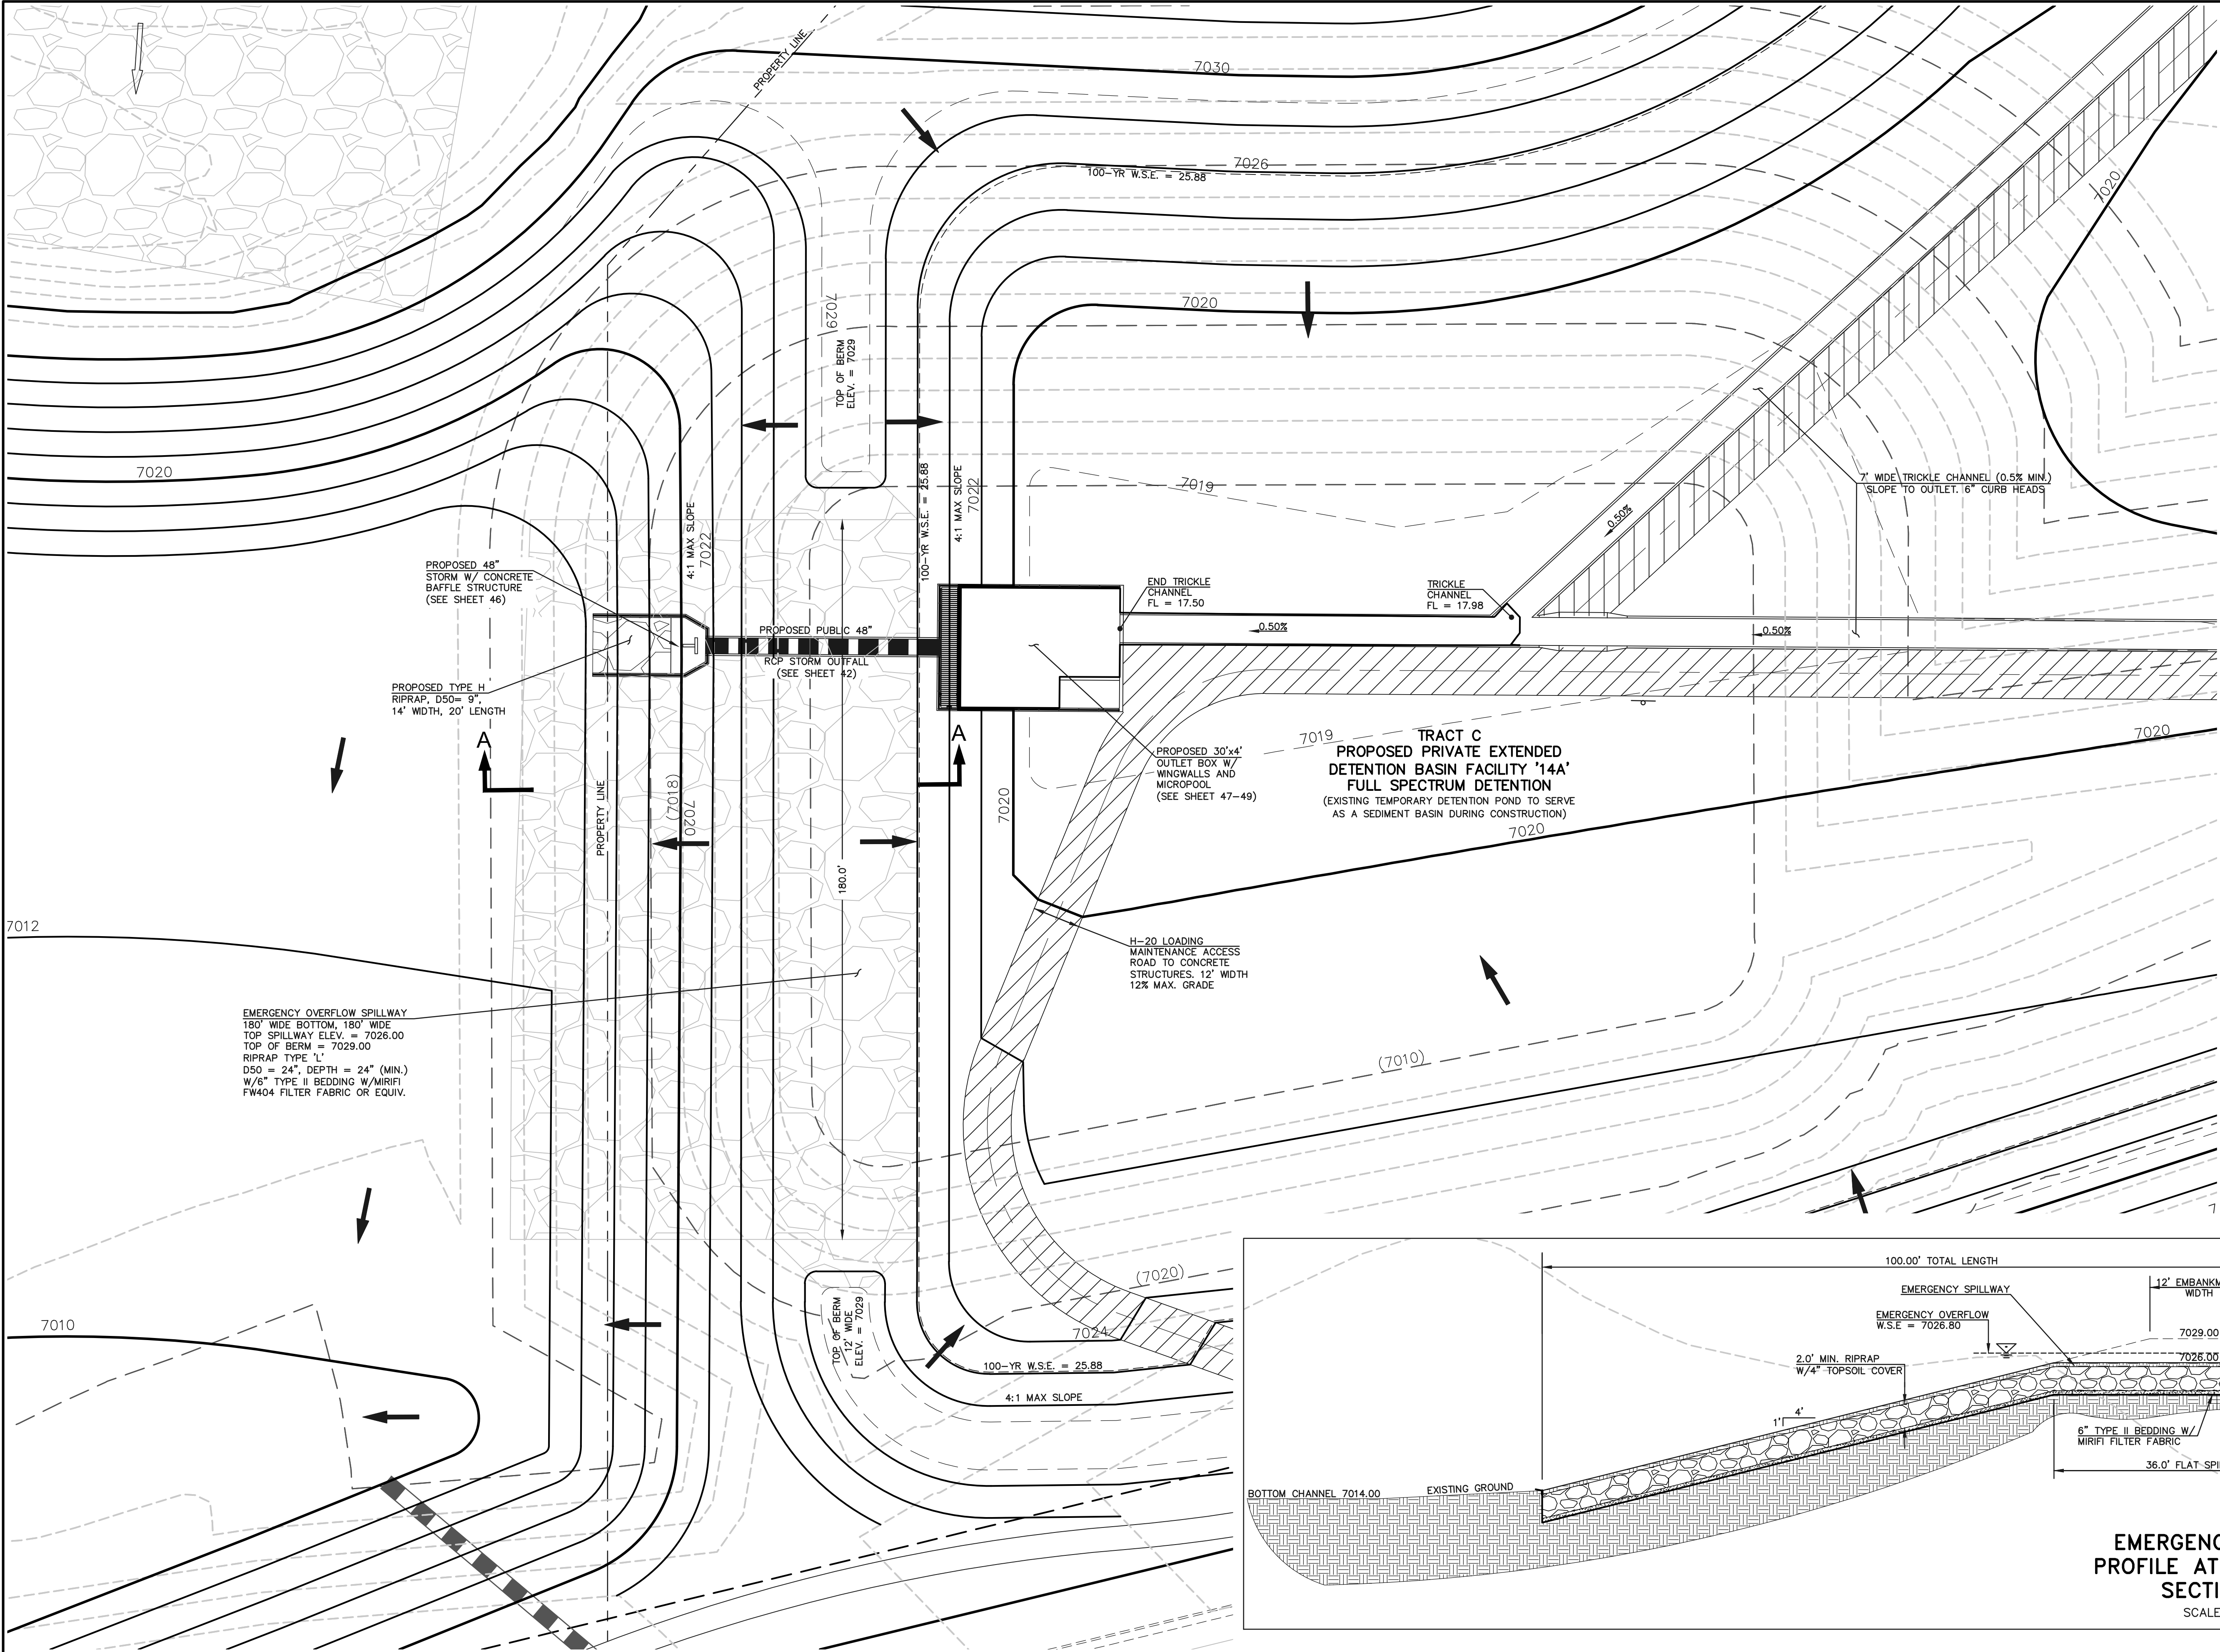 PROPERTY LINE
7030
7026
100-YR W.S.E. = 25.88
7020
7020
7029
TOP OF BERM
ELEV. = 7029
7020
100-YR W.S.E. = 25.88
4:1 MAX SLOPE
7022
7019
7' WIDE TRICKLE CHANNEL (0.5% MIN.)
SLOPE TO OUTLET. 6" CURB HEADS
0.50%
4:1 MAX SLOPE
7022
PROPOSED 48"
STORM W/ CONCRETE
BAFFLE STRUCTURE
(SEE SHEET 46)
END TRICKLE
CHANNEL
FL = 17.50
TRICKLE
CHANNEL
FL = 17.98
PROPOSED PUBLIC 48"
RCP STORM OUTFALL
(SEE SHEET 42)
0.50%
0.50%
PROPOSED TYPE H
RIPRAP, D50= 9",
14' WIDTH, 20' LENGTH
A
A
PROPOSED 30'x4'
OUTLET BOX W/
WINGWALLS AND
MICROPOOL
(SEE SHEET 47-49)
7019
TRACT C
PROPOSED PRIVATE EXTENDED
DETENTION BASIN FACILITY '14A'
FULL SPECTRUM DETENTION
(EXISTING TEMPORARY DETENTION POND TO SERVE
AS A SEDIMENT BASIN DURING CONSTRUCTION)
7020
7020
7020
PROPERTY LINE
(7018)
7020
180.0'
7012
H-20 LOADING
MAINTENANCE ACCESS
ROAD TO CONCRETE
STRUCTURES. 12' WIDTH
12% MAX. GRADE
EMERGENCY OVERFLOW SPILLWAY
180' WIDE BOTTOM, 180' WIDE
TOP SPILLWAY ELEV. = 7026.00
TOP OF BERM = 7029.00
RIPRAP TYPE 'L'
D50 = 24", DEPTH = 24" (MIN.)
W/6" TYPE II BEDDING W/MIRIFI
FW404 FILTER FABRIC OR EQUIV.
(7010)
(7020)
7010
TOP OF BERM
12' WIDE
ELEV. = 7029
7024
100-YR W.S.E. = 25.88
4:1 MAX SLOPE
100.00' TOTAL LENGTH
EMERGENCY SPILLWAY
12' EMBANKM
WIDTH
EMERGENCY OVERFLOW
W.S.E = 7026.80
7029.00
7026.00
2.0' MIN. RIPRAP
W/4" TOPSOIL COVER
4'
1'
6" TYPE II BEDDING W/
MIRIFI FILTER FABRIC
36.0' FLAT SPI
BOTTOM CHANNEL 7014.00
EXISTING GROUND
EMERGENC
PROFILE AT
SECTI
SCALE